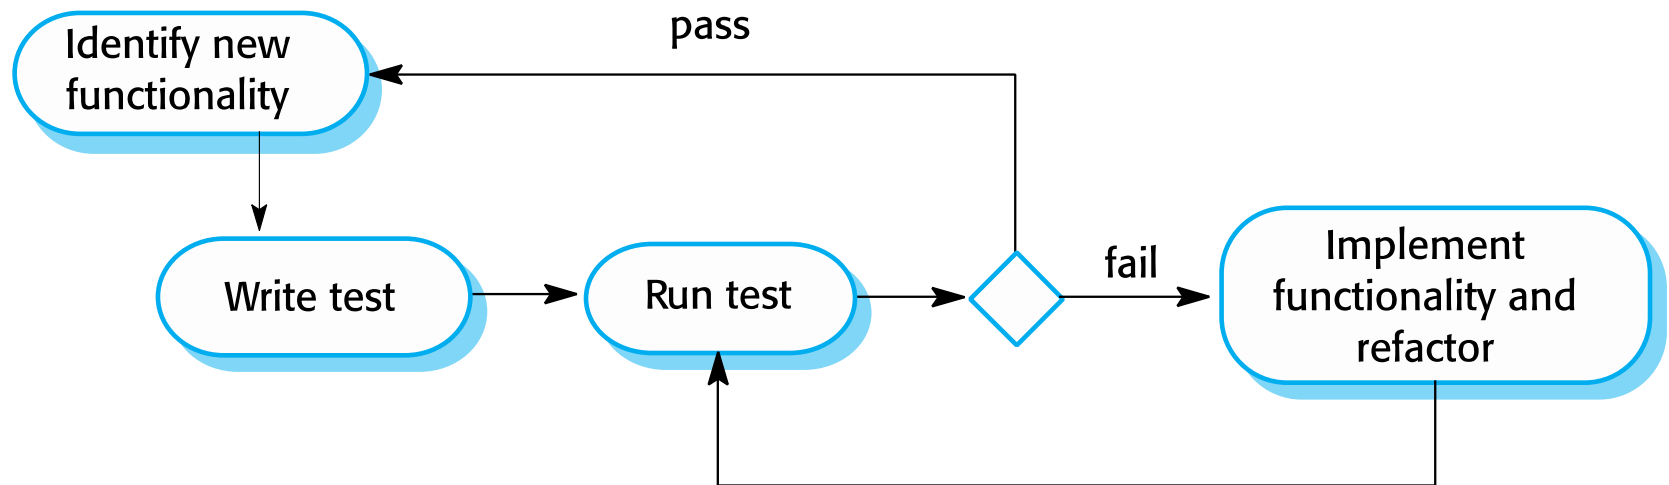 Identify new
functionality
pass
Write test
Run test
fail
Implement
functionality and
refactor